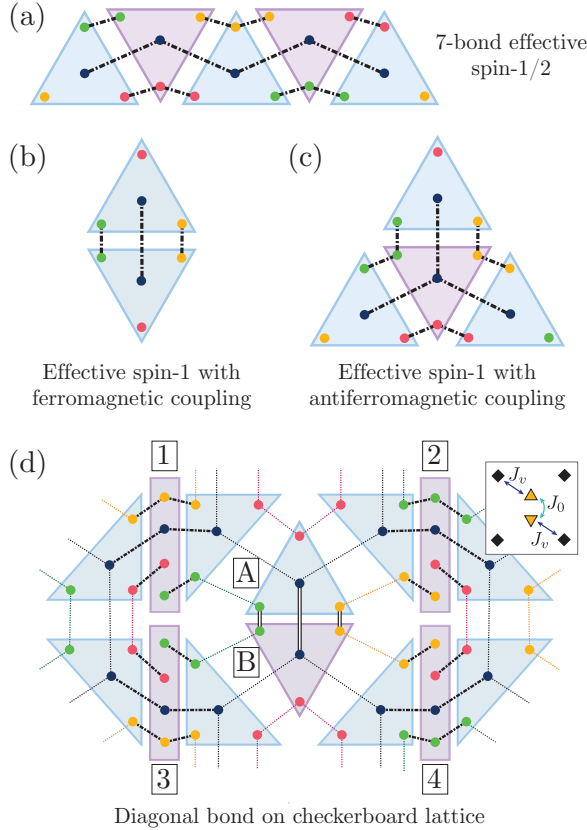 (a)
7-bond effective
spin-1/2
(b)
(c)
Effective spin-1 with
ferromagnetic coupling
Effective spin-1 with
antiferromagnetic coupling
(d)
1
2
J_v
J_0
J_v
A
B
3
4
Diagonal bond on checkerboard lattice